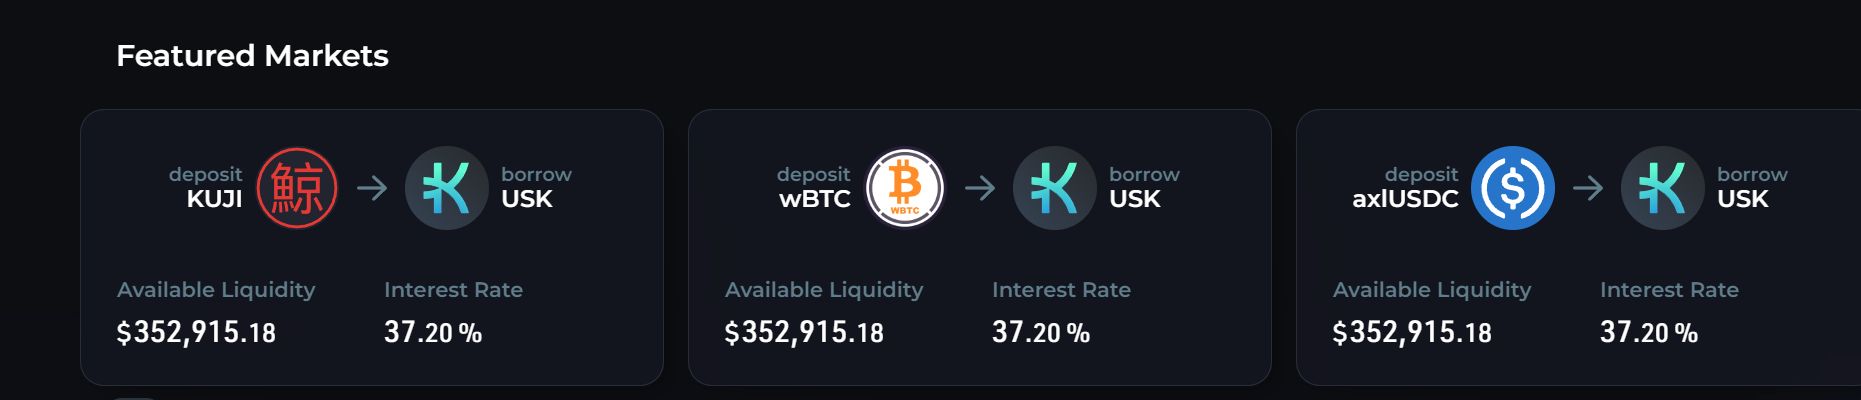 Featured Markets
deposit
KUJI
鯨
borrow
USK
Available Liquidity
Interest Rate
$352,915.18
37.20 %
deposit
wBTC
WBTC
borrow
USK
Available Liquidity
Interest Rate
$352,915.18
37.20 %
deposit
axlUSDC
$
borrow
USK
Available Liquidity
Interest Rate
$352,915.18
37.20 %